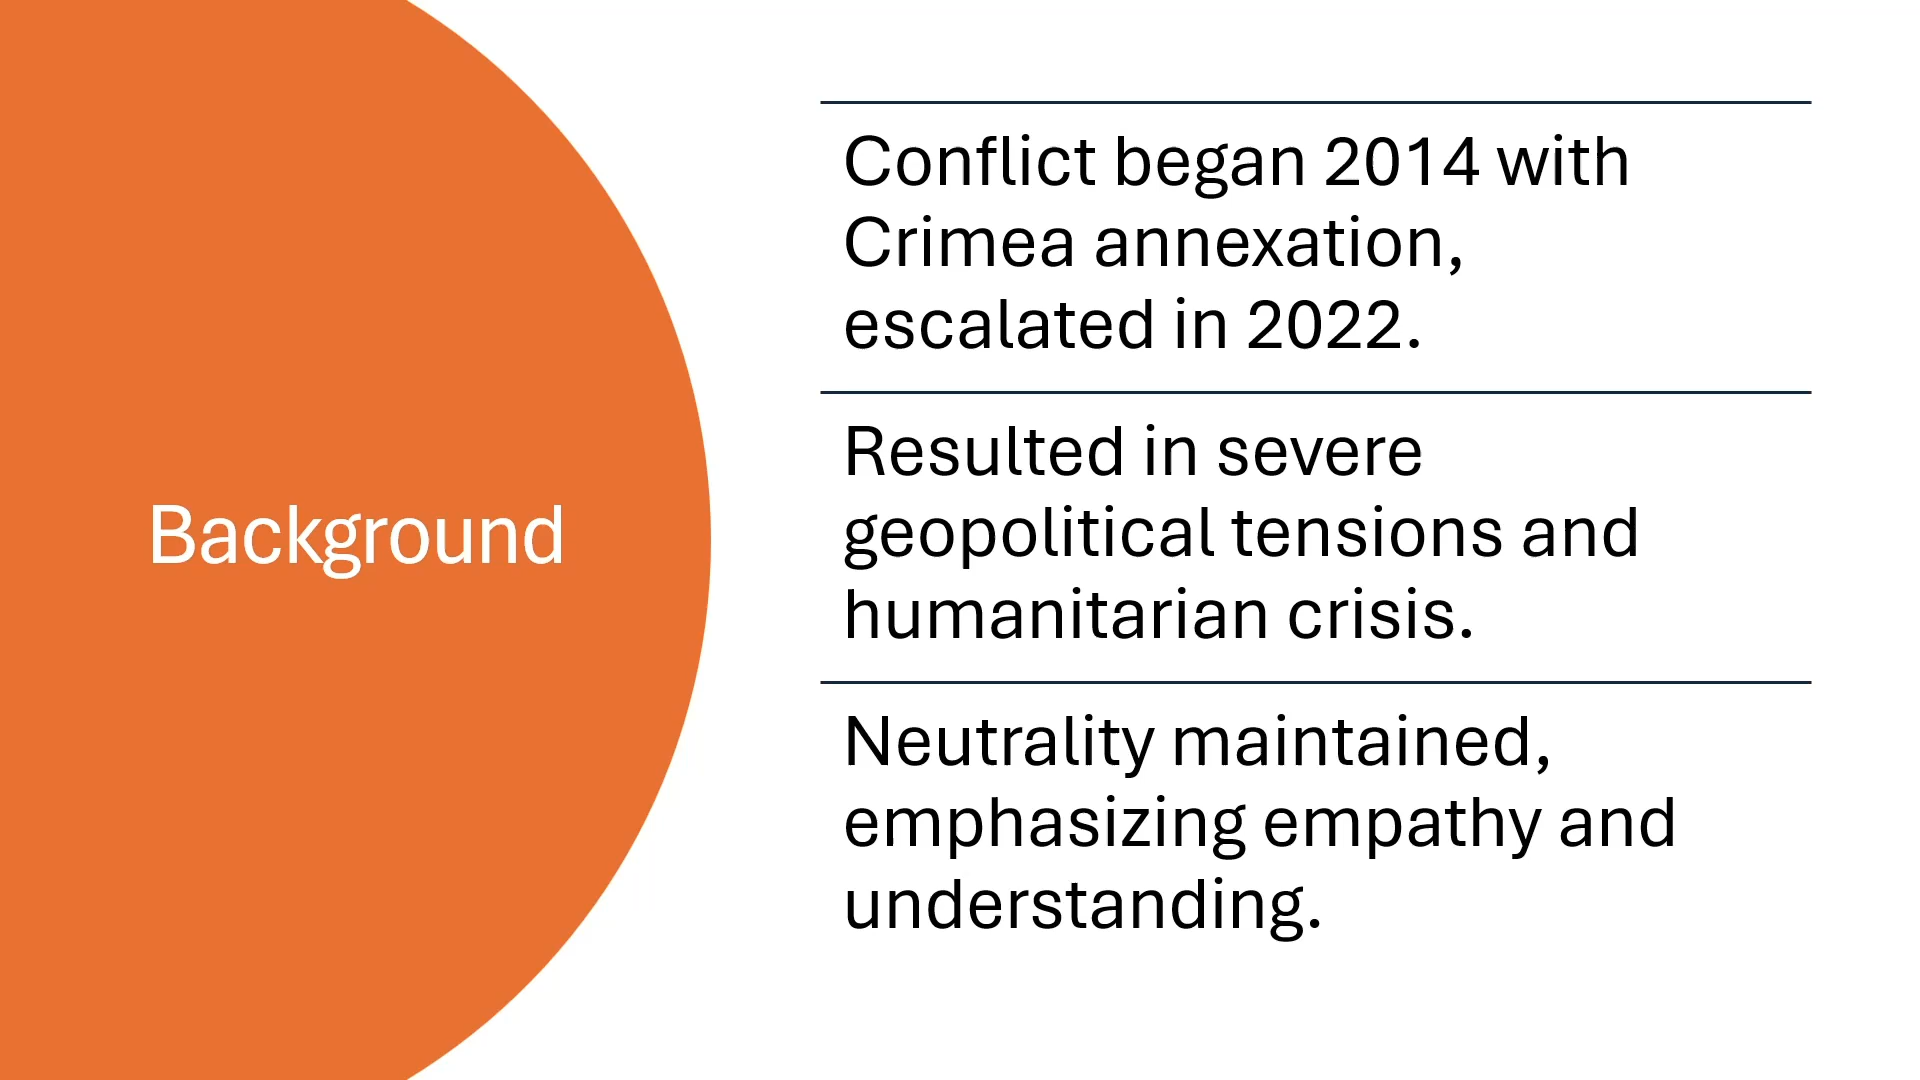 Background
Conflict began 2014 with
Crimea annexation,
escalated in 2022.
Resulted in severe
geopolitical tensions and
humanitarian crisis.
Neutrality maintained,
emphasizing empathy and
understanding.